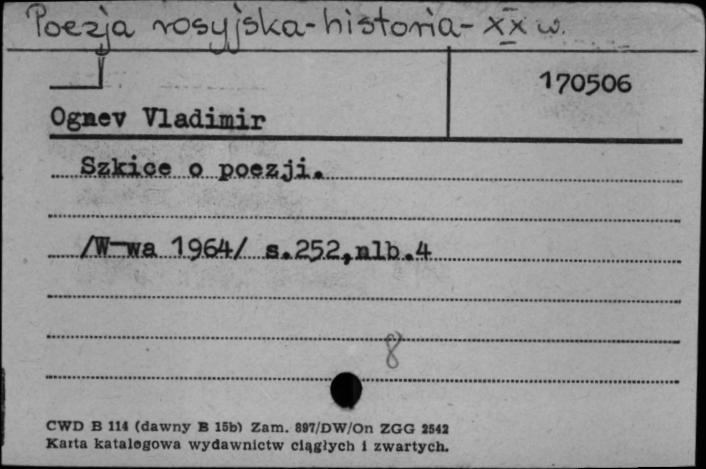 Poezja rosyjska-historia-XX w.
170506
Ognev Vladimir
Szkice o poezji.
/W-wa 1964/ s.252,nlb.4
8
CWD B 114 (dawny B 15b) Zam. 897/DW/On ZGG 2542
Karta katalogowa wydawnictw ciągłych i zwartych.